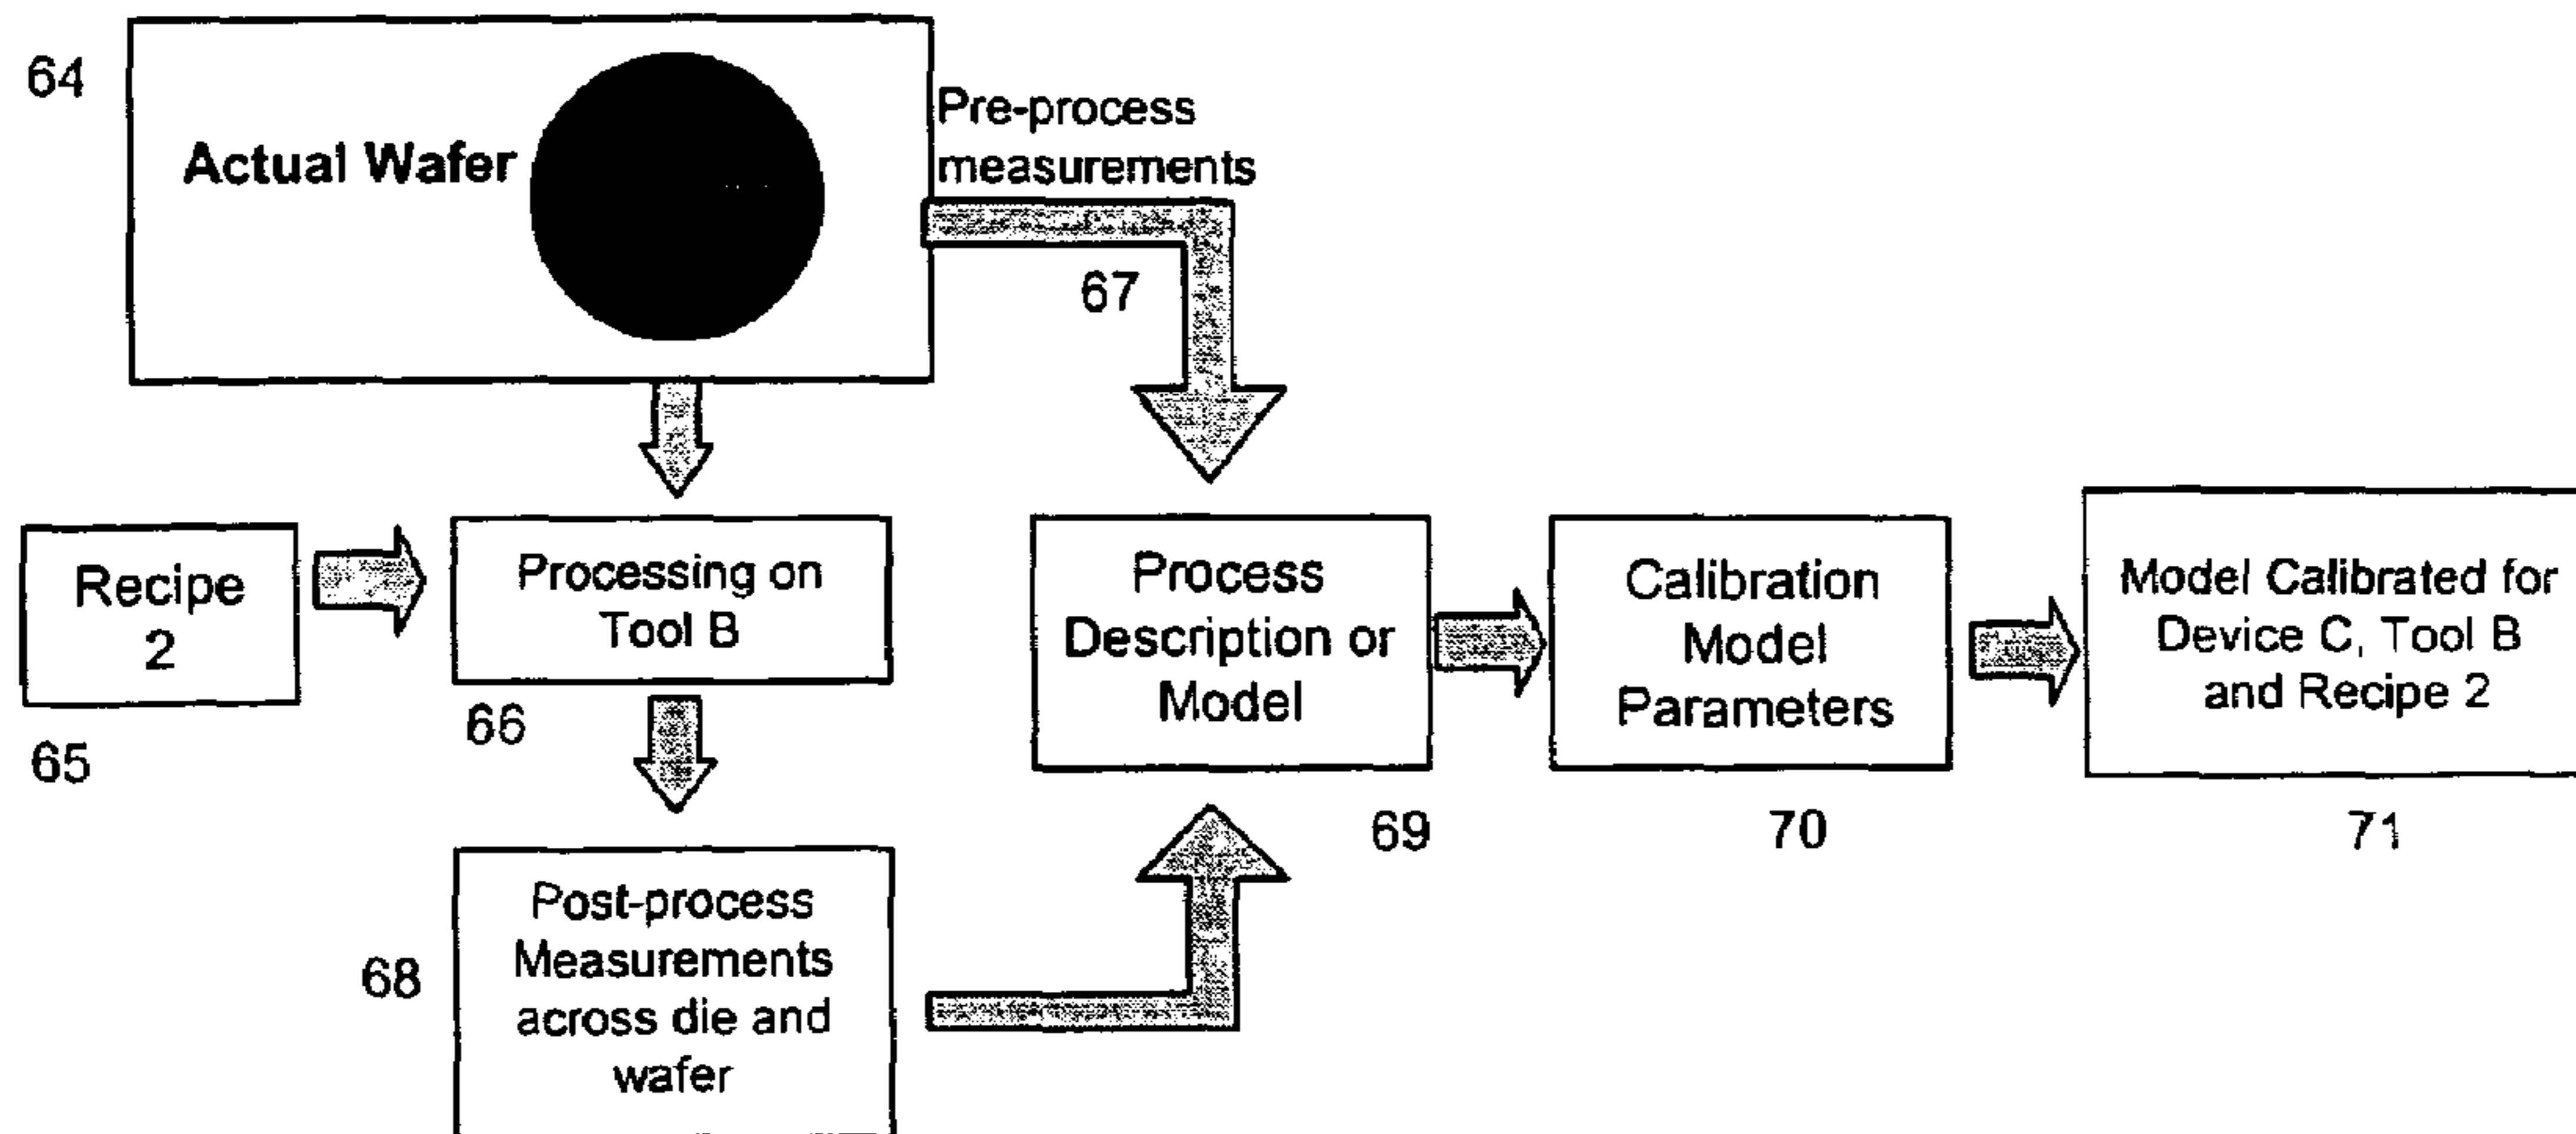 64
Actual Wafer
Pre-process
measurements
67
Recipe
2
65
Processing on
Tool B
66
Post-process
Measurements
across die and
wafer
68
Process
Description or
Model
69
Calibration
Model
Parameters
70
Model Calibrated for
Device C, Tool B
and Recipe 2
71